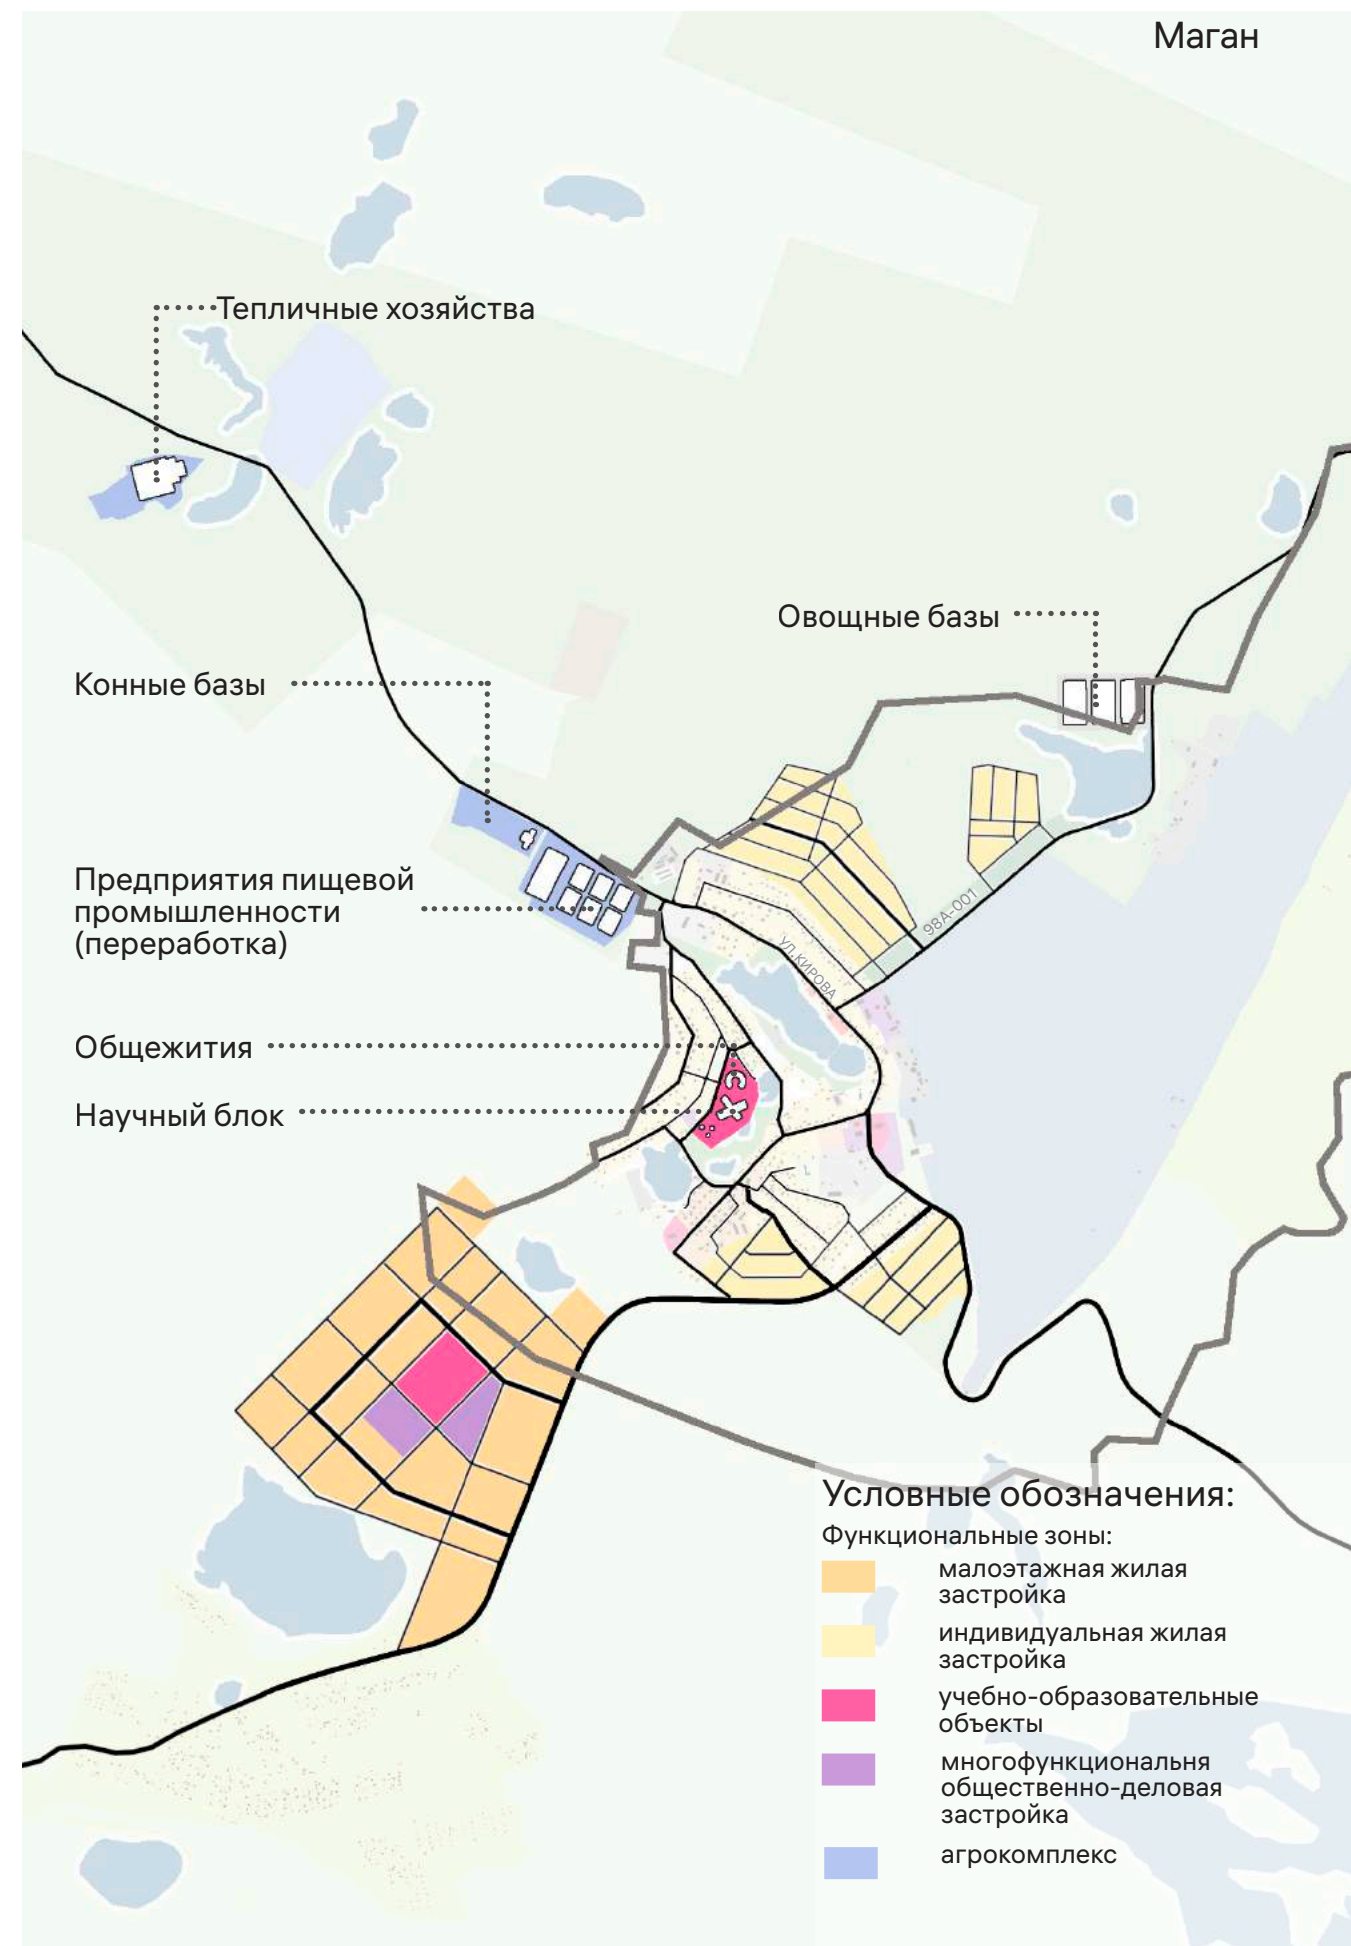 Маган
Тепличные хозяйства
Овощные базы
Конные базы
Предприятия пищевой
промышленности
(переработка)
98А-001
УЛ.КИРОВА
Общежития
Научный блок
Условные обозначения:
Функциональные зоны:
малоэтажная жилая
застройка
индивидуальная жилая
застройка
учебно-образовательные
объекты
многофункциональня
общественно-деловая
застройка
агрокомплекс